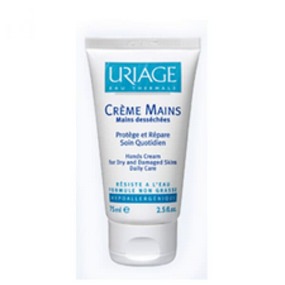 URIAGE
EAU THERMALE
CRÈME MAINS
Mains desséchées
Protège et Répare
Soin Quotidien
Hands Cream
for Dry and Damaged Skins
Daily Care
RÉSISTE À L'EAU
FORMULE NON GRASSE
HYPOALLERGÉNIQUE
75ml e 2.5 fl.oz.